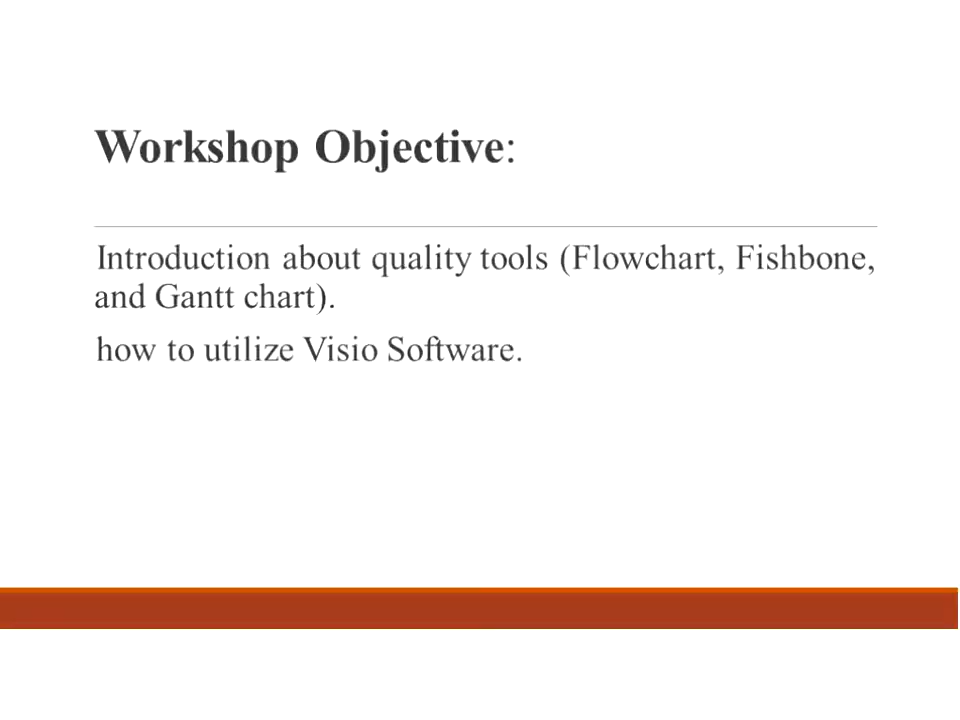 Workshop Objective:
Introduction about quality tools (Flowchart, Fishbone,
and Gantt chart).
how to utilize Visio Software.